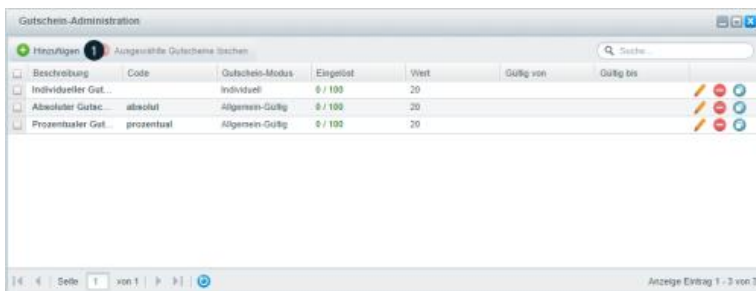 Gutschein-Administration
Hinzufügen 1 Ausgewählte Gutscheine löschen Suche...
Beschreibung Code Gutschein-Modus Eingelöst Wert Gültig von Gültig bis
Individueller Gut... Individuell 0 / 100 20
Absoluter Gutsc... absolut Allgemein-Gültig 0 / 100 20
Prozentualer Gut... prozentual Allgemein-Gültig 0 / 100 20
Seite 1 von 1 Anzeige Eintrag 1 - 3 von 3